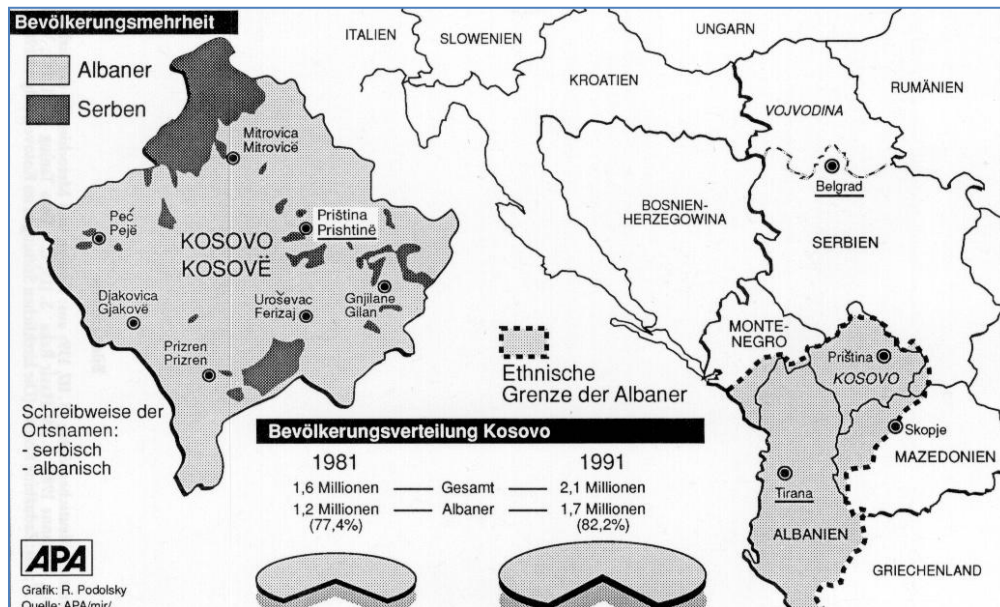 Bevölkerungsmehrheit
Albaner
Serben
Mitrovica
Mitrovicë
Peć
Pejë
KOSOVO
KOSOVË
Priština
Prishtinë
Djakovica
Gjakovë
Uroševac
Ferizaj
Gnjilane
Gilan
Prizren
Prizren
Schreibweise der
Ortsnamen:
- serbisch
- albanisch
ITALIEN
SLOWENIEN
UNGARN
KROATIEN
VOJVODINA
RUMÄNIEN
Belgrad
BOSNIEN-
HERZEGOWINA
SERBIEN
MONTE-
NEGRO
Priština
KOSOVO
Ethnische
Grenze der Albaner
Skopje
MAZEDONIEN
Tirana
ALBANIEN
GRIECHENLAND
Bevölkerungsverteilung Kosovo
1981 1991
1,6 Millionen Gesamt 2,1 Millionen
1,2 Millionen Albaner 1,7 Millionen
(77,4%) (82,2%)
APA
Grafik: R. Podolsky
Quelle: APA/mir/